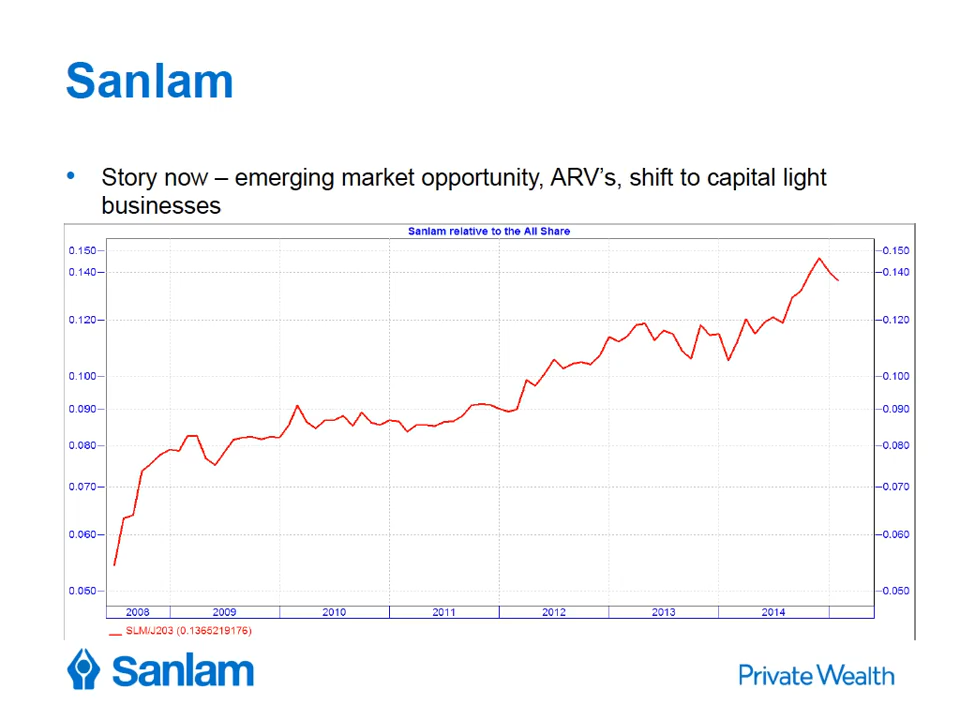 Sanlam
• Story now – emerging market opportunity, ARV's, shift to capital light
businesses
Sanlam relative to the All Share
0.150 0.150
0.140 0.140
0.120 0.120
0.100 0.100
0.090 0.090
0.080 0.080
0.070 0.070
0.060 0.060
0.050 0.050
2008 2009 2010 2011 2012 2013 2014
SLM/J203 (0.1365219176)
Sanlam Private Wealth